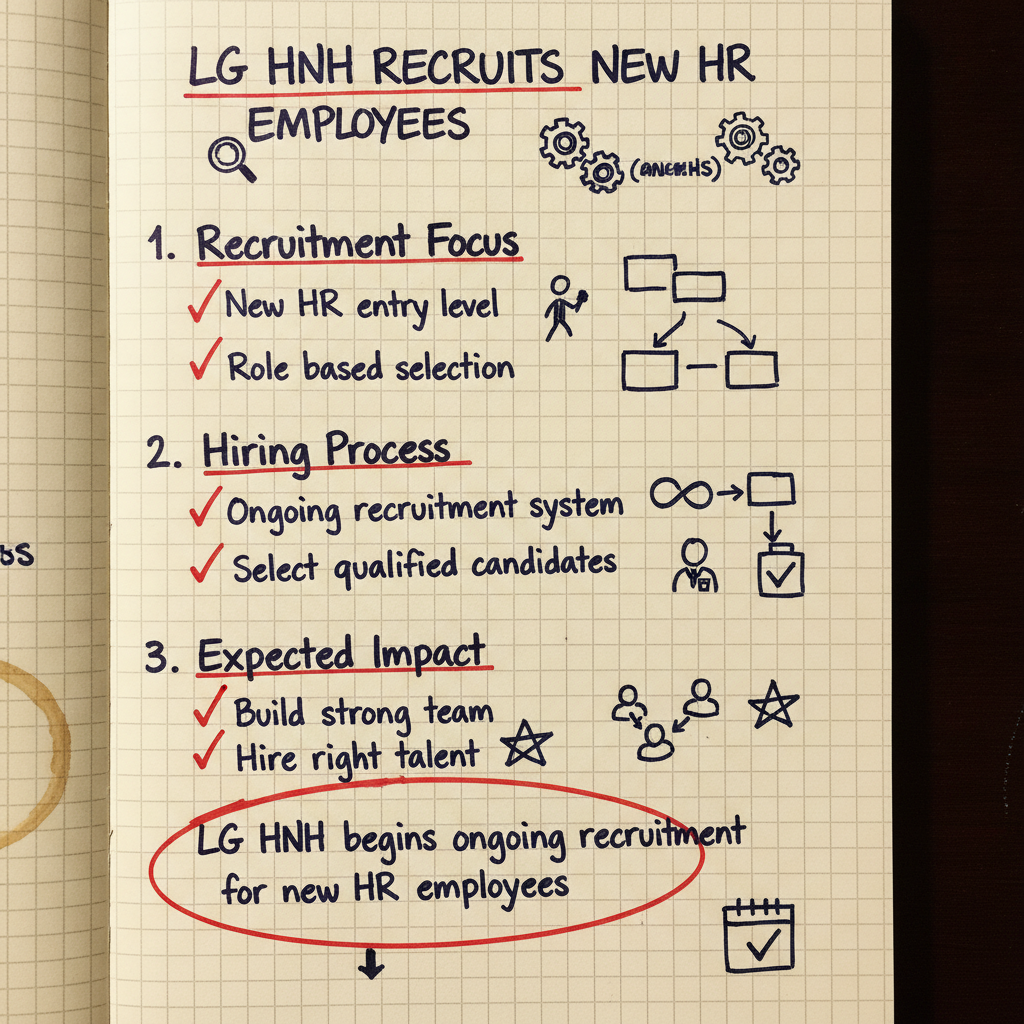 LG HNH RECRUITS NEW HR
EMPLOYEES
1. Recruitment Focus
New HR entry level
Role based selection
2. Hiring Process
Ongoing recruitment system
Select qualified candidates
3. Expected Impact
Build strong team
Hire right talent
LG HNH begins ongoing recruitment
for new HR employees